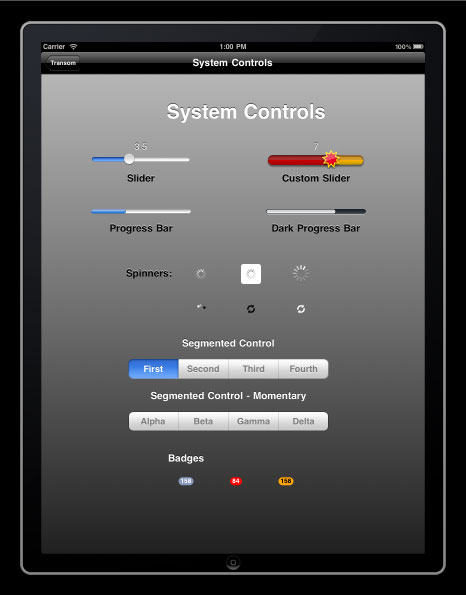 Carrier 1:00 PM 100%
Transom System Controls
System Controls
3.5 7
Slider Custom Slider
Progress Bar Dark Progress Bar
Spinners:
Segmented Control
First Second Third Fourth
Segmented Control - Momentary
Alpha Beta Gamma Delta
Badges
158 84 158